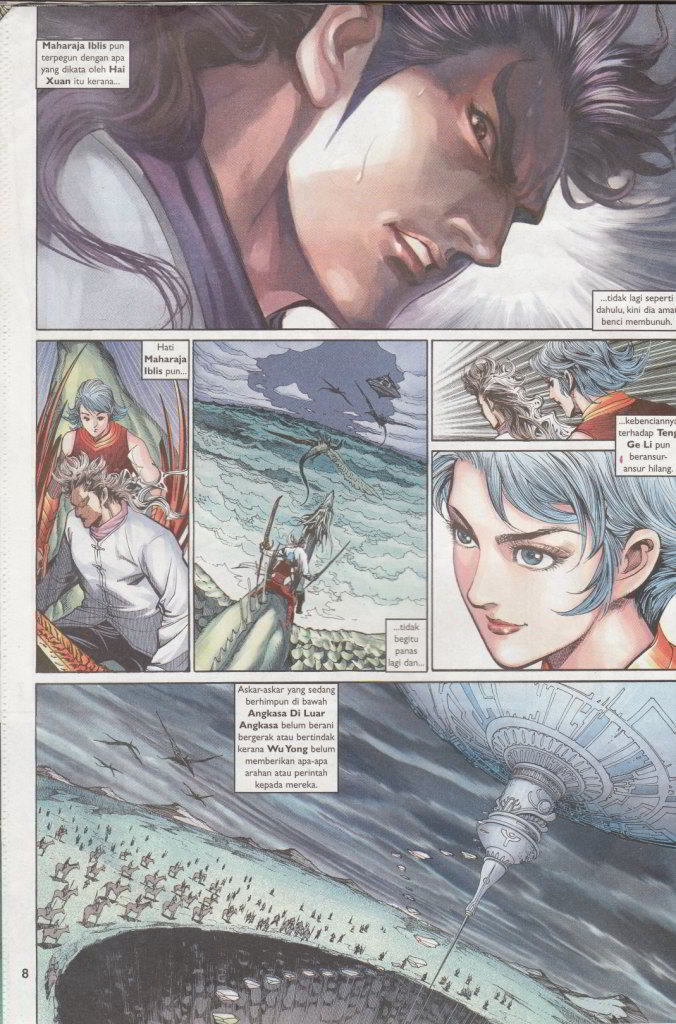 Maharaja Iblis pun
terpegun dengan apa
yang dikata oleh Hai
Xuan itu kerana...
...tidak lagi seperti
dahulu, kini dia amat
benci membunuh.
Hati
Maharaja
Iblis pun...
...tidak
begitu
panas
lagi dan...
...kebenciannya
terhadap Teng
Ge Li pun
beransur-
ansur hilang.
Askar-askar yang sedang
berhimpun di bawah
Angkasa Di Luar
Angkasa belum berani
bergerak atau bertindak
kerana Wu Yong belum
memberikan apa-apa
arahan atau perintah
kepada mereka.
8